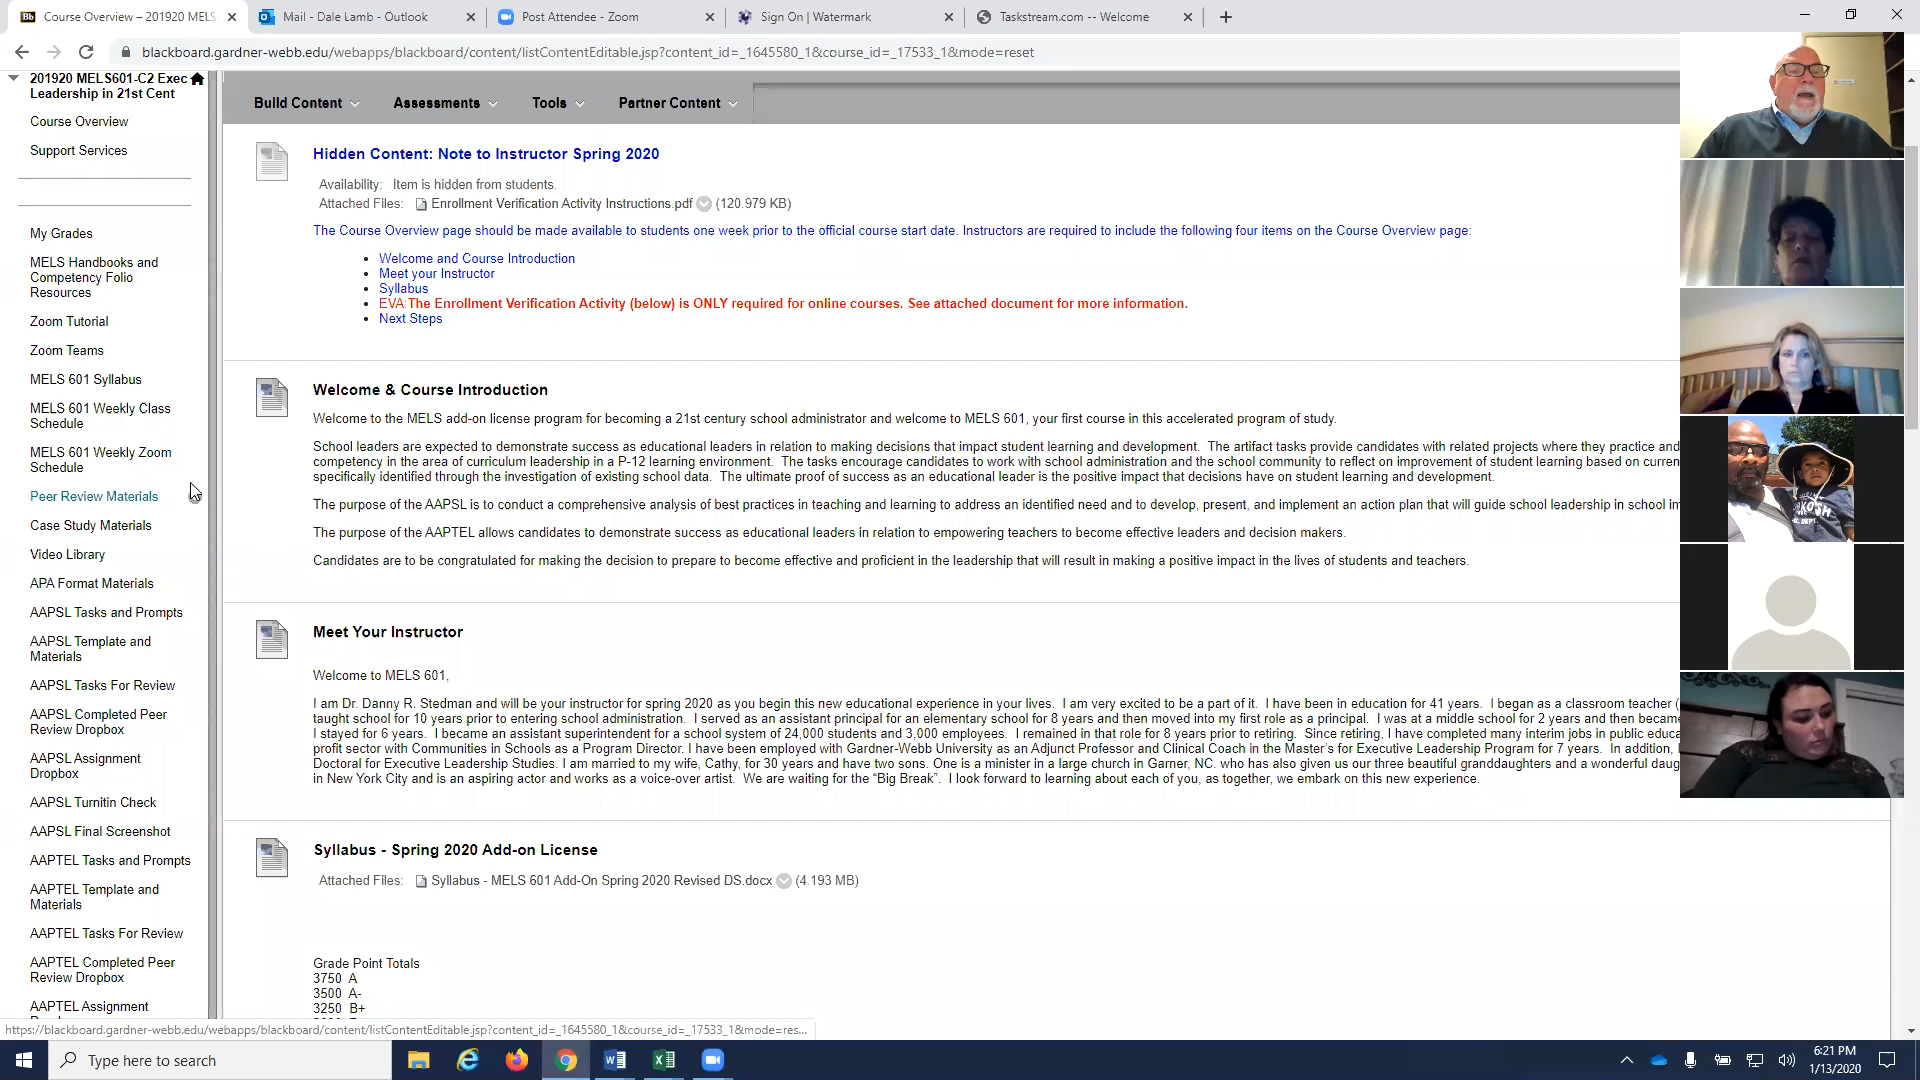 Course Overview – 201920 MELS
Mail - Dale Lamb - Outlook
Post Attendee - Zoom
Sign On | Watermark
Taskstream.com -- Welcome
blackboard.gardner-webb.edu/webapps/blackboard/content/listContentEditable.jsp?content_id=_1645580_1&course_id=_17533_1&mode=reset
201920 MELS601-C2 Exec
Leadership in 21st Cent
Course Overview
Support Services
My Grades
MELS Handbooks and
Competency Folio
Resources
Zoom Tutorial
Zoom Teams
MELS 601 Syllabus
MELS 601 Weekly Class
Schedule
MELS 601 Weekly Zoom
Schedule
Peer Review Materials
Case Study Materials
Video Library
APA Format Materials
AAPSL Tasks and Prompts
AAPSL Template and
Materials
AAPSL Tasks For Review
AAPSL Completed Peer
Review Dropbox
AAPSL Assignment
Dropbox
AAPSL Turnitin Check
AAPSL Final Screenshot
AAPTEL Tasks and Prompts
AAPTEL Template and
Materials
AAPTEL Tasks For Review
AAPTEL Completed Peer
Review Dropbox
AAPTEL Assignment
Build Content
Assessments
Tools
Partner Content
Hidden Content: Note to Instructor Spring 2020
Availability: Item is hidden from students.
Attached Files: Enrollment Verification Activity Instructions.pdf (120.979 KB)
The Course Overview page should be made available to students one week prior to the official course start date. Instructors are required to include the following four items on the Course Overview page:
• Welcome and Course Introduction
• Meet your Instructor
• Syllabus
• EVA:The Enrollment Verification Activity (below) is ONLY required for online courses. See attached document for more information.
• Next Steps
Welcome & Course Introduction
Welcome to the MELS add-on license program for becoming a 21st century school administrator and welcome to MELS 601, your first course in this accelerated program of study.
School leaders are expected to demonstrate success as educational leaders in relation to making decisions that impact student learning and development. The artifact tasks provide candidates with related projects where they practice and
competency in the area of curriculum leadership in a P-12 learning environment. The tasks encourage candidates to work with school administration and the school community to reflect on improvement of student learning based on curren
specifically identified through the investigation of existing school data. The ultimate proof of success as an educational leader is the positive impact that decisions have on student learning and development.
The purpose of the AAPSL is to conduct a comprehensive analysis of best practices in teaching and learning to address an identified need and to develop, present, and implement an action plan that will guide school leadership in school im
The purpose of the AAPTEL allows candidates to demonstrate success as educational leaders in relation to empowering teachers to become effective leaders and decision makers.
Candidates are to be congratulated for making the decision to prepare to become effective and proficient in the leadership that will result in making a positive impact in the lives of students and teachers.
Meet Your Instructor
Welcome to MELS 601,
I am Dr. Danny R. Stedman and will be your instructor for spring 2020 as you begin this new educational experience in your lives. I am very excited to be a part of it. I have been in education for 41 years. I began as a classroom teacher (
taught school for 10 years prior to entering school administration. I served as an assistant principal for an elementary school for 8 years and then moved into my first role as a principal. I was at a middle school for 2 years and then became
I stayed for 6 years. I became an assistant superintendent for a school system of 24,000 students and 3,000 employees. I remained in that role for 8 years prior to retiring. Since retiring, I have completed many interim jobs in public educa
profit sector with Communities in Schools as a Program Director. I have been employed with Gardner-Webb University as an Adjunct Professor and Clinical Coach in the Master's for Executive Leadership Program for 7 years. In addition,
Doctoral for Executive Leadership Studies. I am married to my wife, Cathy, for 30 years and have two sons. One is a minister in a large church in Garner, NC. who has also given us our three beautiful granddaughters and a wonderful daug
in New York City and is an aspiring actor and works as a voice-over artist. We are waiting for the “Big Break”. I look forward to learning about each of you, as together, we embark on this new experience.
Syllabus - Spring 2020 Add-on License
Attached Files: Syllabus - MELS 601 Add-On Spring 2020 Revised DS.docx (4.193 MB)
Grade Point Totals
3750 A
3500 A-
3250 B+
https://blackboard.gardner-webb.edu/webapps/blackboard/content/listContentEditable.jsp?content_id=_1645580_1&course_id=_17533_1&mode=res...
Type here to search
6:21 PM
1/13/2020